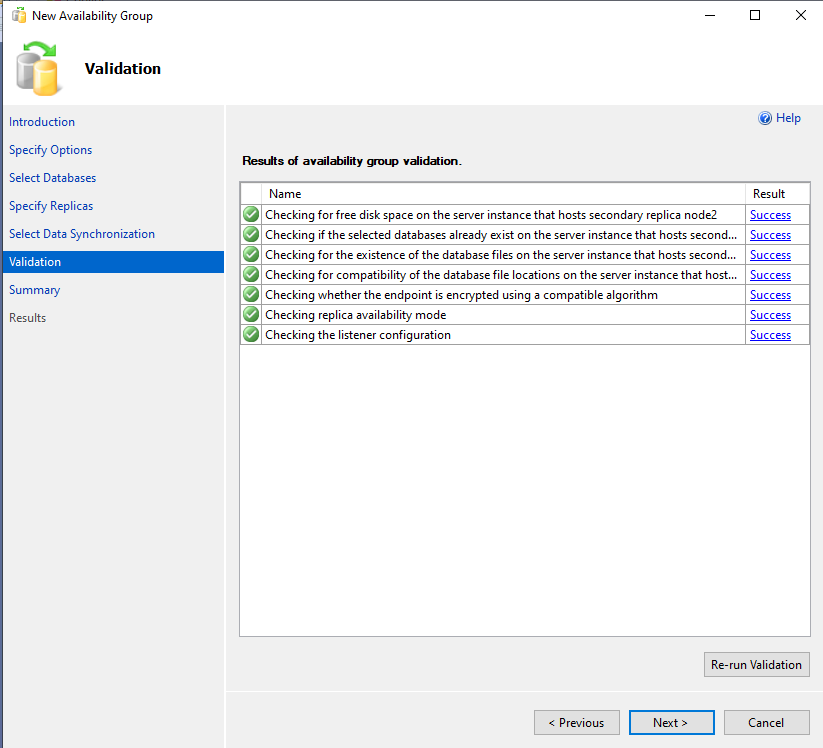 New Availability Group
Validation
Introduction
Specify Options
Select Databases
Specify Replicas
Select Data Synchronization
Validation
Summary
Results
Help
Results of availability group validation.
Name Result
Checking for free disk space on the server instance that hosts secondary replica node2 Success
Checking if the selected databases already exist on the server instance that hosts second... Success
Checking for the existence of the database files on the server instance that hosts second... Success
Checking for compatibility of the database file locations on the server instance that host... Success
Checking whether the endpoint is encrypted using a compatible algorithm Success
Checking replica availability mode Success
Checking the listener configuration Success
Re-run Validation
< Previous Next > Cancel